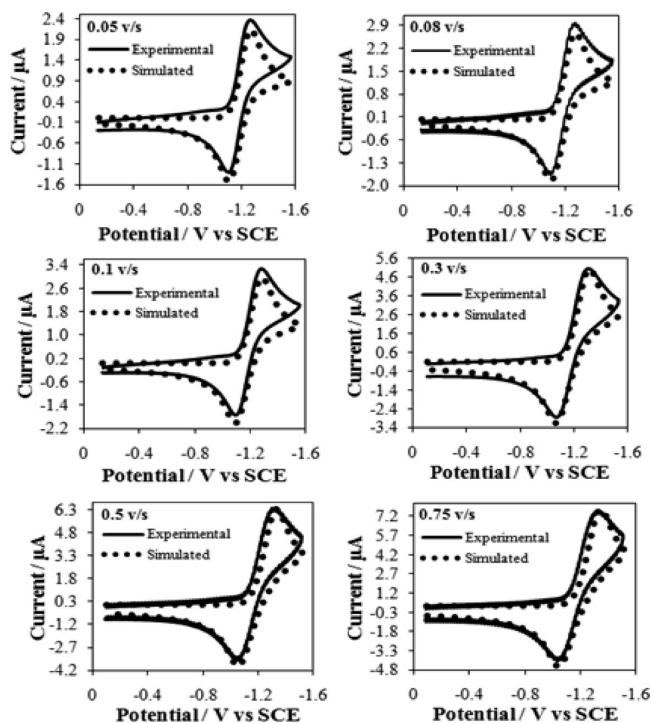 0.05 v/s
Experimental
Simulated
2.4
1.9
1.4
0.9
0.4
-0.1
-0.6
-1.1
-1.6
Current / µA
0 -0.4 -0.8 -1.2 -1.6
Potential / V vs SCE
0.08 v/s
Experimental
Simulated
2.9
2.2
1.5
0.8
0.1
-0.6
-1.3
-2.0
Current / µA
0 -0.4 -0.8 -1.2 -1.6
Potential / V vs SCE
0.1 v/s
Experimental
Simulated
3.4
2.6
1.8
1.0
0.2
-0.6
-1.4
-2.2
Current / µA
0 -0.4 -0.8 -1.2 -1.6
Potential / V vs SCE
0.3 v/s
Experimental
Simulated
5.6
4.6
3.6
2.6
1.6
0.6
-0.4
-1.4
-2.4
-3.4
Current / µA
0 -0.4 -0.8 -1.2 -1.6
Potential / V vs SCE
0.5 v/s
Experimental
Simulated
6.3
4.8
3.3
1.8
0.3
-1.2
-2.7
-4.2
Current / µA
0 -0.4 -0.8 -1.2 -1.6
Potential / V vs SCE
0.75 v/s
Experimental
Simulated
7.2
5.7
4.2
2.7
1.2
-0.3
-1.8
-3.3
-4.8
Current / µA
0 -0.4 -0.8 -1.2 -1.6
Potential / V vs SCE